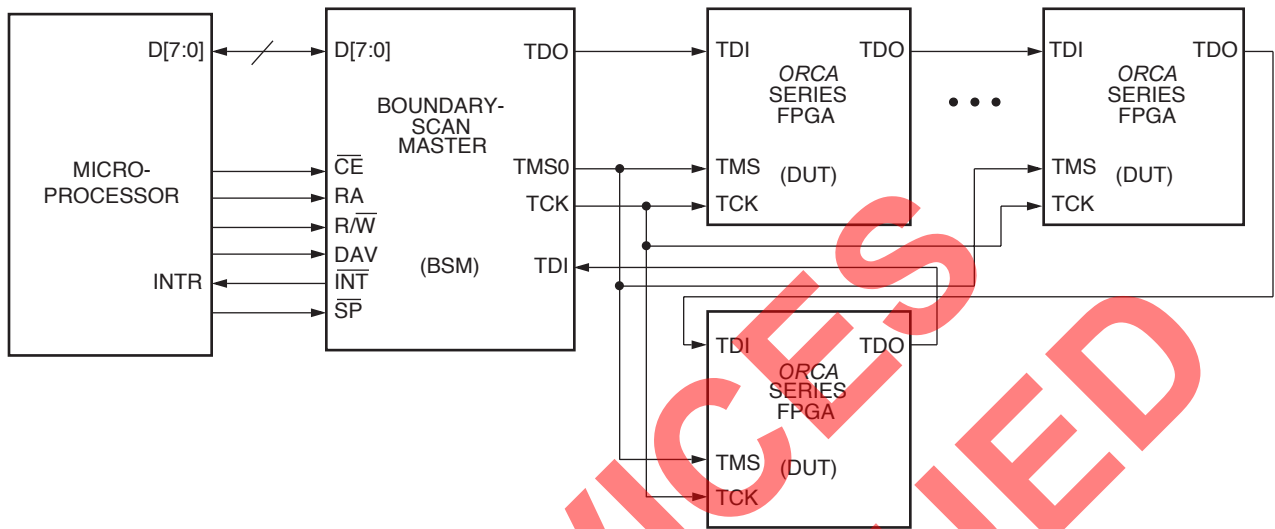 MICRO-
PROCESSOR
D[7:0]
INTR
D[7:0]
BOUNDARY-
SCAN
MASTER
(BSM)
CE
RA
R/W
DAV
INT
SP
TDO
TMS0
TCK
TDI
TDI
TDO
ORCA
SERIES
FPGA
(DUT)
TMS
TCK
• • •
TDI
TDO
ORCA
SERIES
FPGA
(DUT)
TMS
TCK
TDI
TDO
ORCA
SERIES
FPGA
(DUT)
TMS
TCK